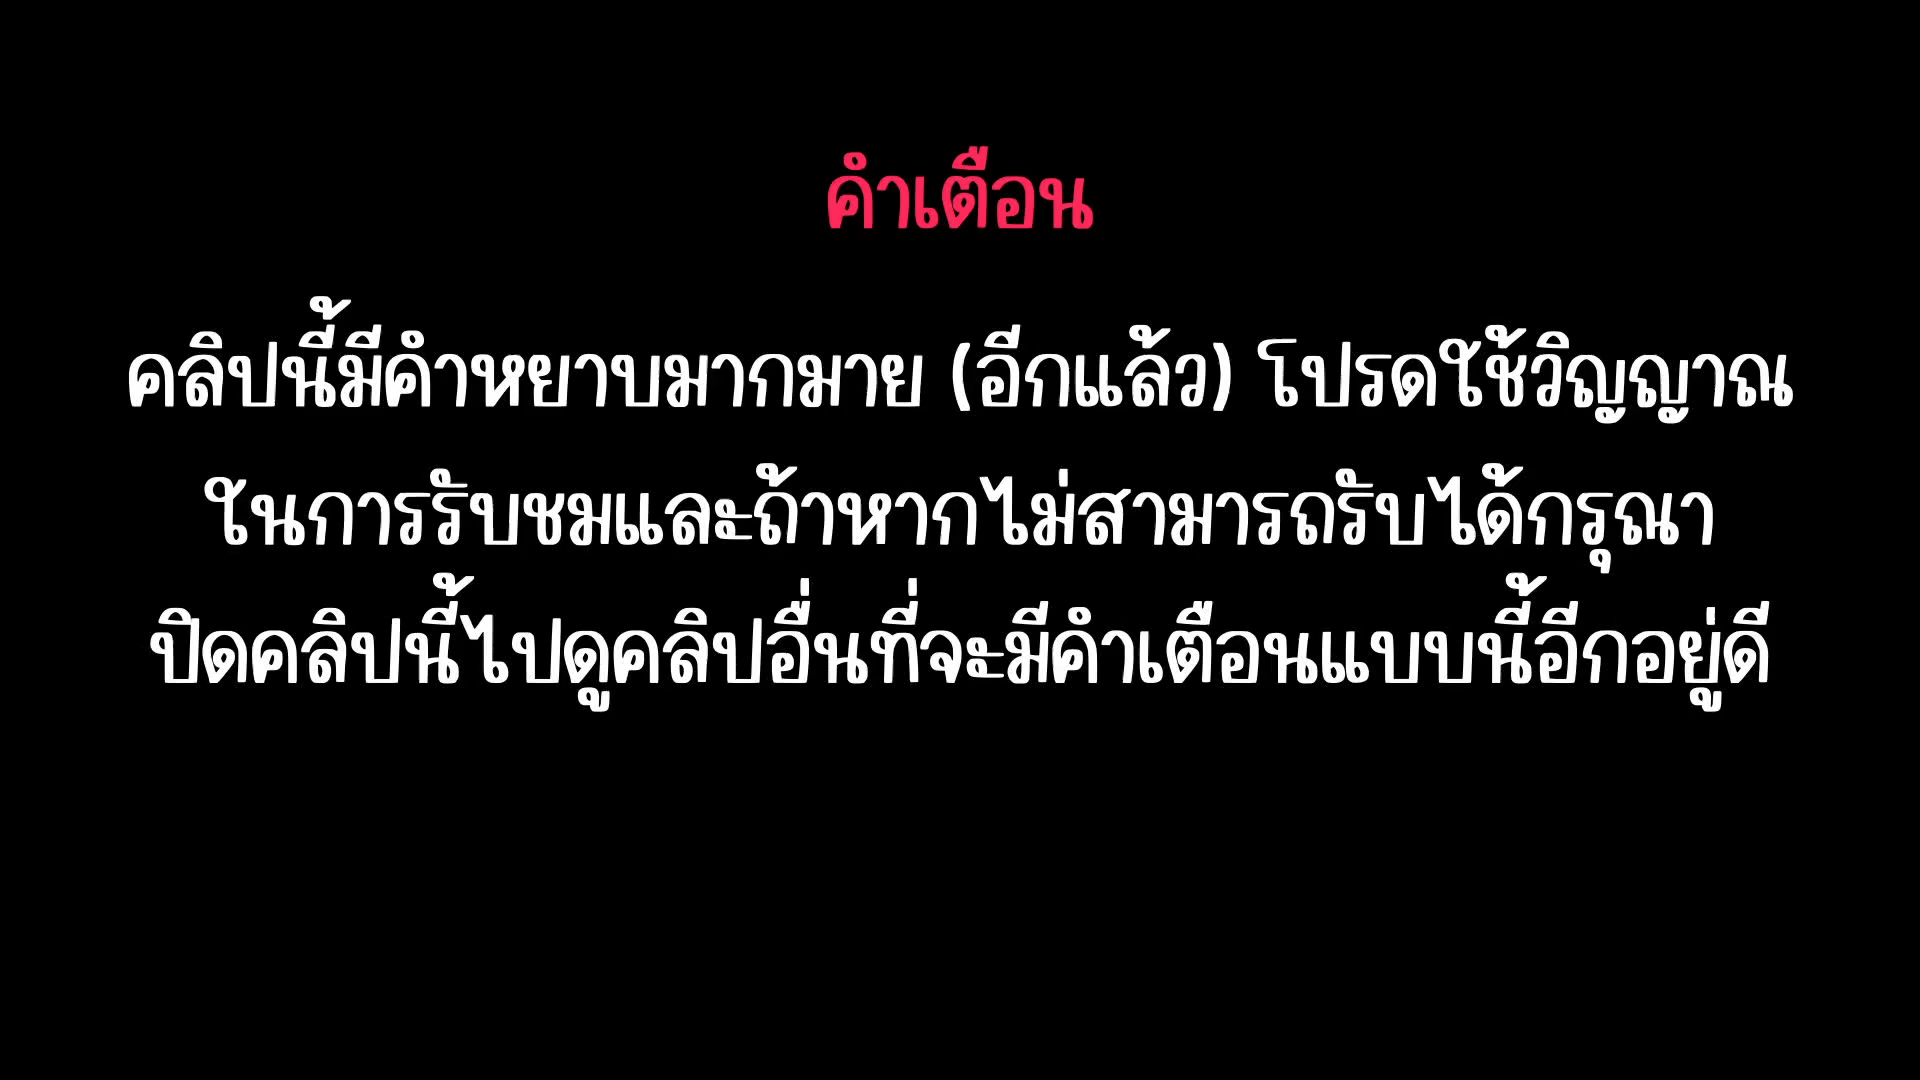 คำเตือน
คลิปนี้มีคำหยาบมากมาย (อีกแล้ว) โปรดใช้วิญญาณ
ในการรับชมและถ้าหากไม่สามารถรับได้กรุณา
ปิดคลิปนี้ไปดูคลิปอื่นที่จะมีคำเตือนแบบนี้อีกอยู่ดี